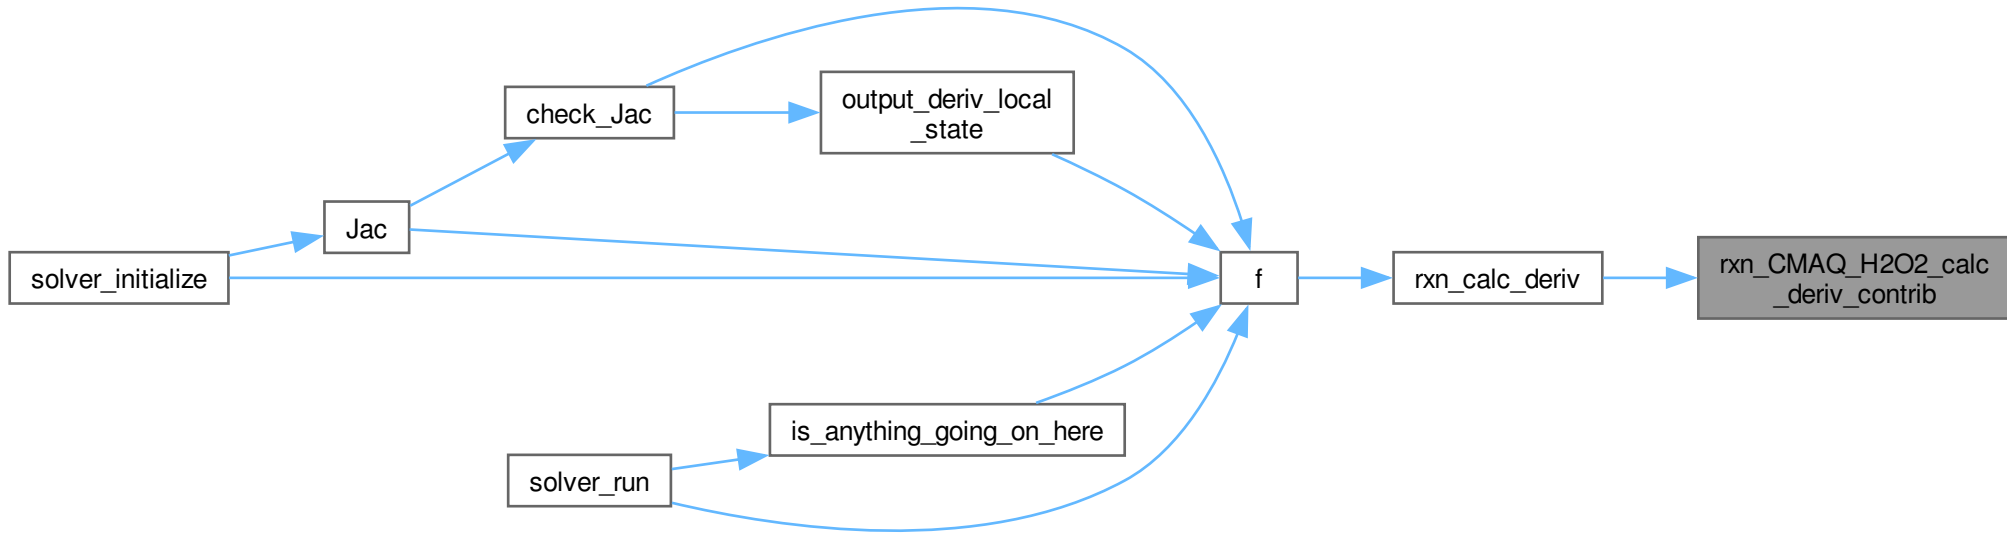 check_Jac
output_deriv_local
_state
Jac
solver_initialize
f
rxn_calc_deriv
rxn_CMAQ_H2O2_calc
_deriv_contrib
is_anything_going_on_here
solver_run